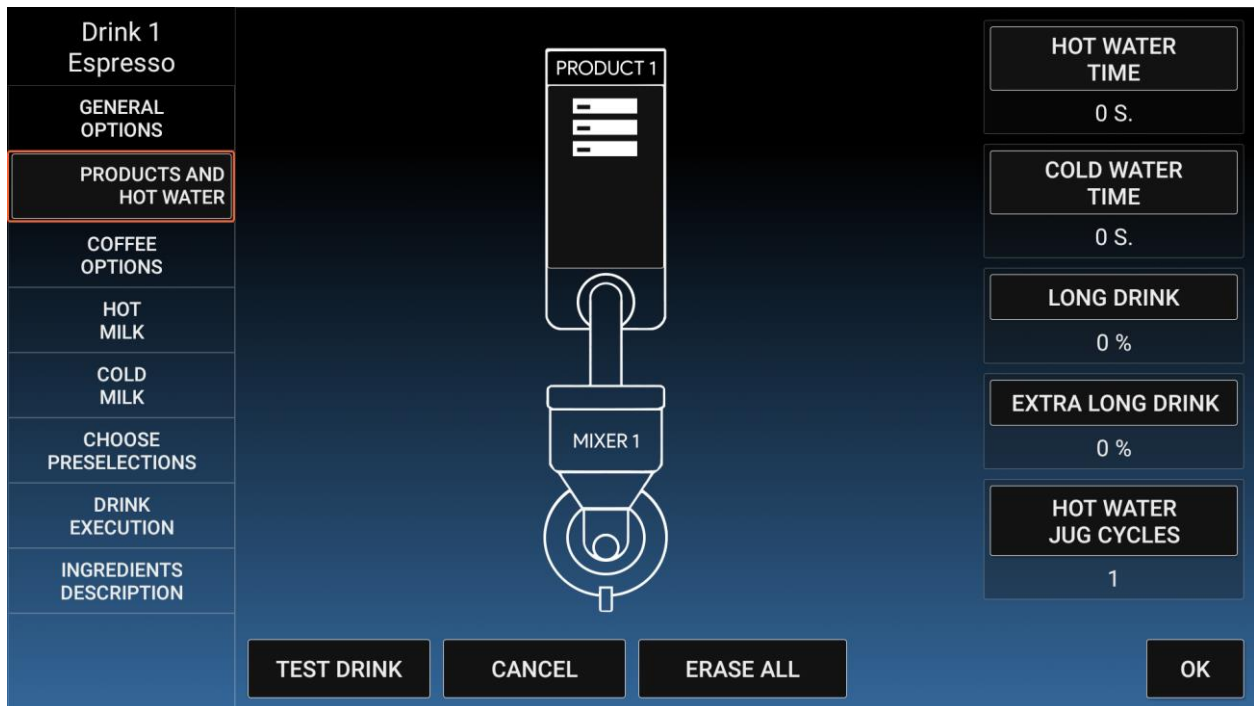 Drink 1
Espresso
GENERAL
OPTIONS
PRODUCTS AND
HOT WATER
COFFEE
OPTIONS
HOT
MILK
COLD
MILK
CHOOSE
PRESELECTIONS
DRINK
EXECUTION
INGREDIENTS
DESCRIPTION
PRODUCT 1
MIXER 1
HOT WATER
TIME
0 S.
COLD WATER
TIME
0 S.
LONG DRINK
0 %
EXTRA LONG DRINK
0 %
HOT WATER
JUG CYCLES
1
TEST DRINK
CANCEL
ERASE ALL
OK